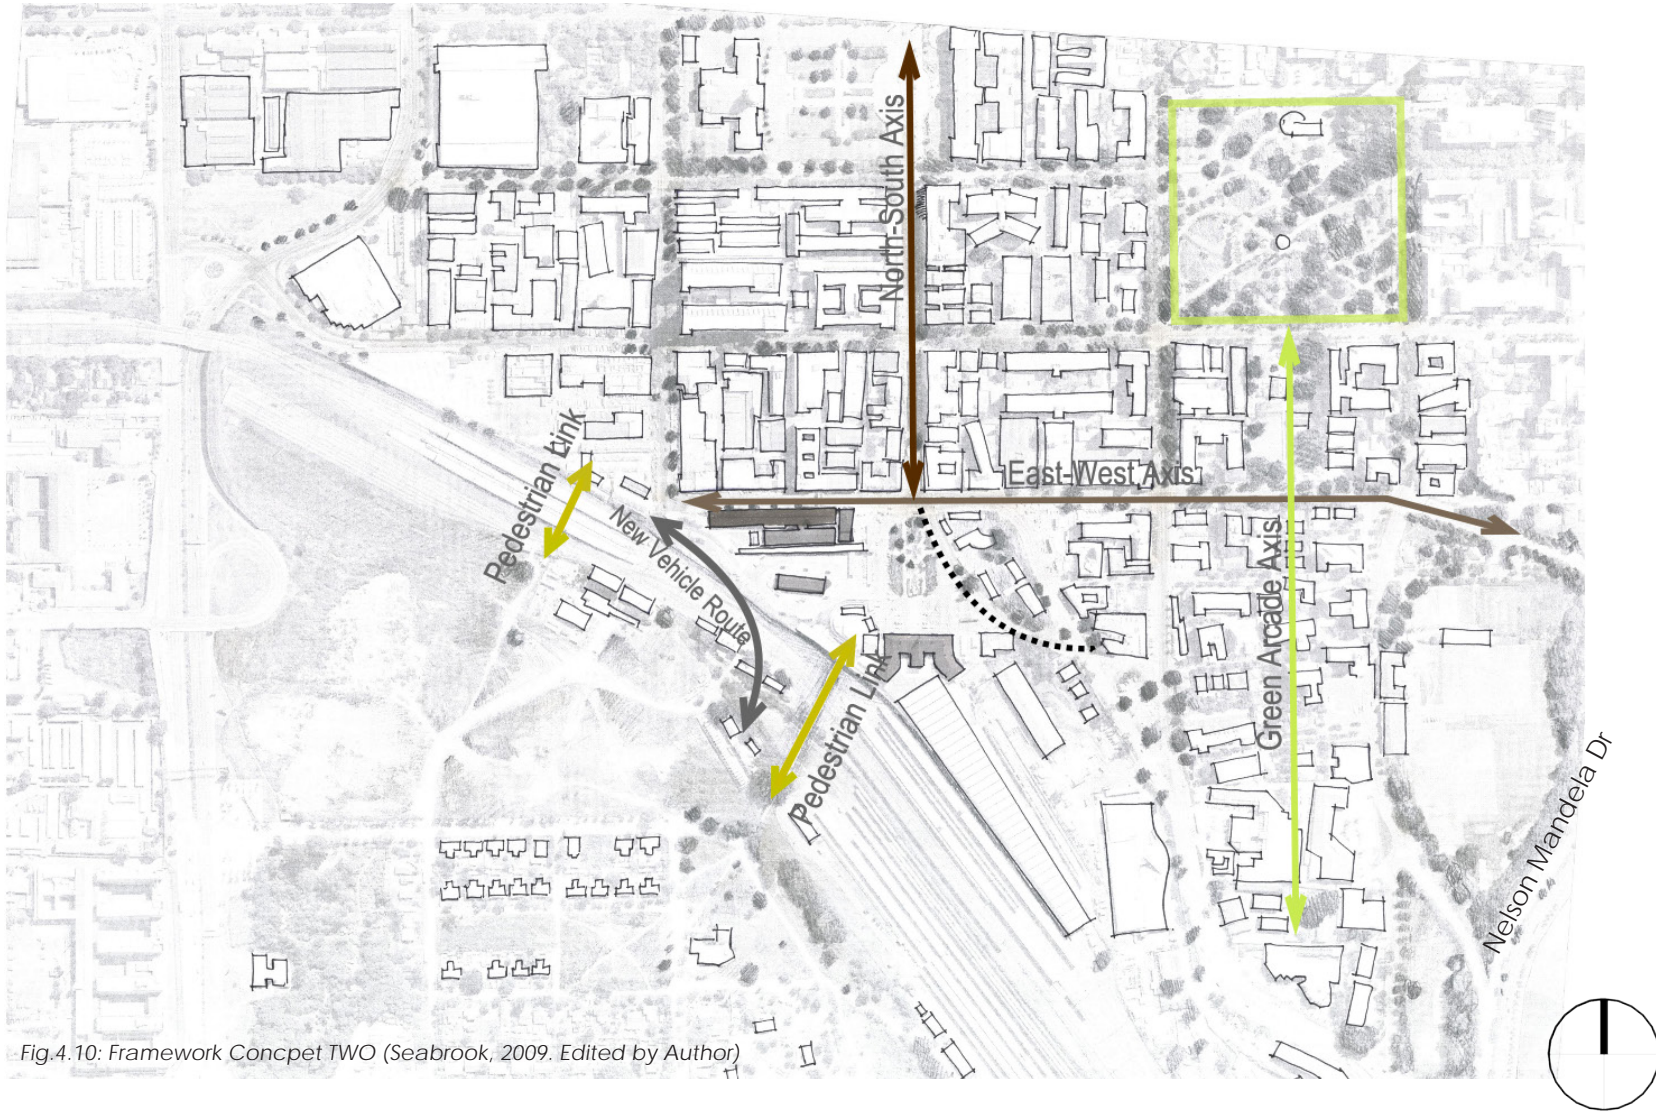 North-South Axis
East-West Axis
Pedestrian Link
New Vehicle Route
Green Arcade Axis
Pedestrian Link
Nelson Mandela Dr
Fig.4.10: Framework Concpet TWO (Seabrook, 2009. Edited by Author)